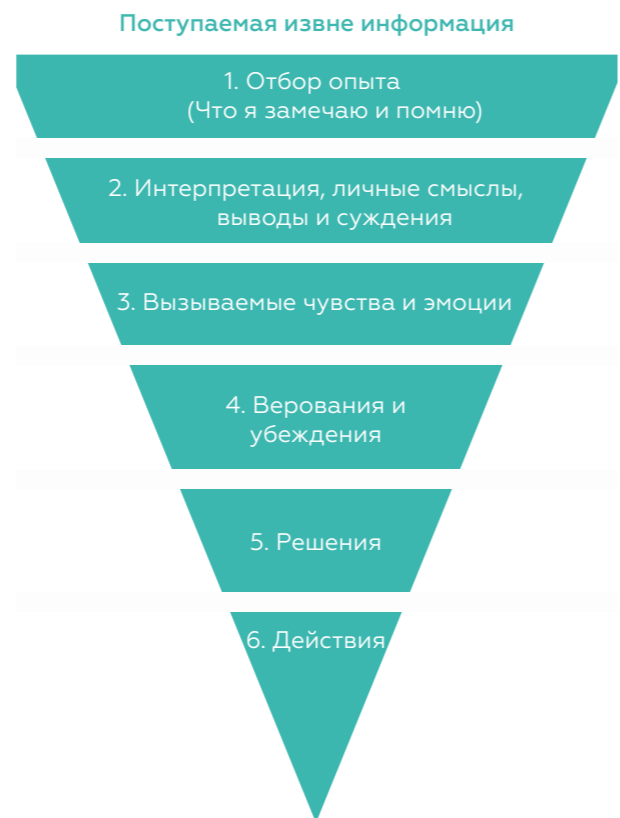 Поступаемая извне информация
1. Отбор опыта
(Что я замечаю и помню)
2. Интерпретация, личные смыслы,
выводы и суждения
3. Вызываемые чувства и эмоции
4. Верования и
убеждения
5. Решения
6. Действия